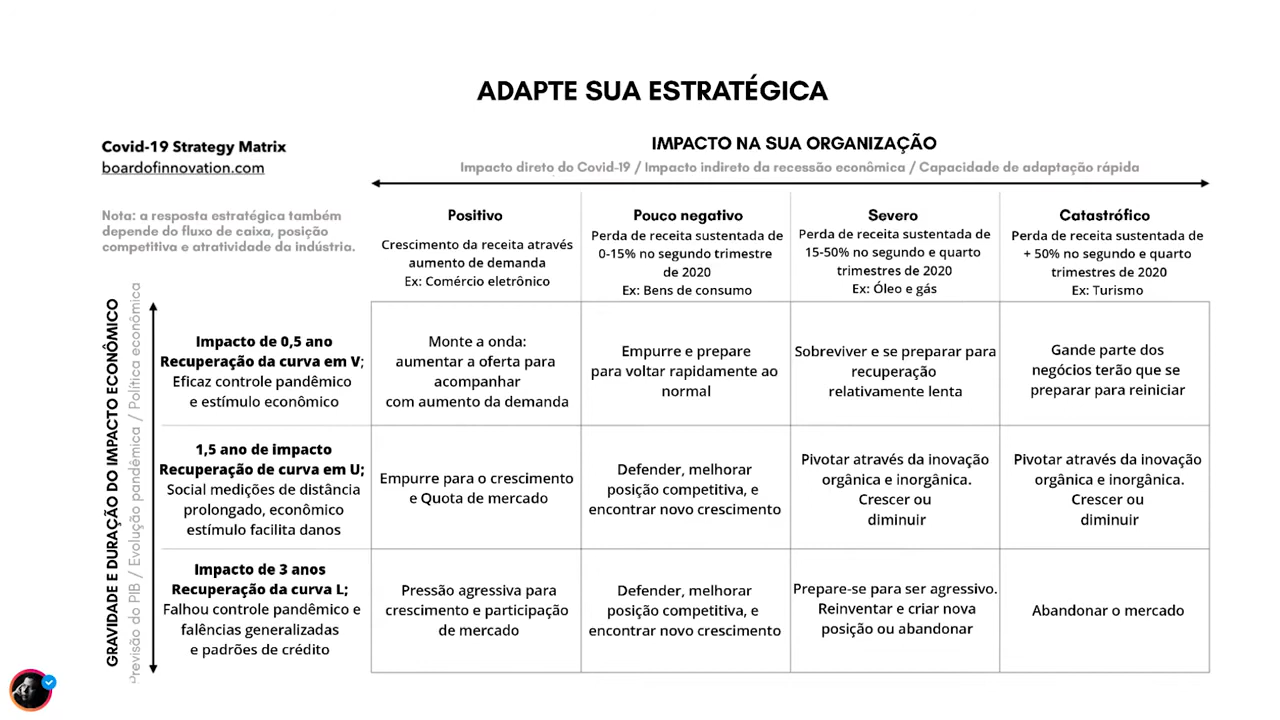 ADAPTE SUA ESTRATÉGICA
Covid-19 Strategy Matrix
boardofinnovation.com
IMPACTO NA SUA ORGANIZAÇÃO
Impacto direto do Covid-19 / Impacto indireto da recessão econômica / Capacidade de adaptação rápida
Nota: a resposta estratégica também
depende do fluxo de caixa, posição
competitiva e atratividade da indústria.
Positivo
Crescimento da receita através
aumento de demanda
Ex: Comércio eletrônico
Pouco negativo
Perda de receita sustentada de
0-15% no segundo trimestre
de 2020
Ex: Bens de consumo
Severo
Perda de receita sustentada de
15-50% no segundo e quarto
trimestres de 2020
Ex: Óleo e gás
Catastrófico
Perda de receita sustentada de
+ 50% no segundo e quarto
trimestres de 2020
Ex: Turismo
GRAVIDADE E DURAÇÃO DO IMPACTO ECONÔMICO
Previsão do PIB / Evolução pandêmica / Política econômica
Impacto de 0,5 ano
Recuperação da curva em V;
Eficaz controle pandêmico
e estímulo econômico
Monte a onda:
aumentar a oferta para
acompanhar
com aumento da demanda
Empurre e prepare
para voltar rapidamente ao
normal
Sobreviver e se preparar para
recuperação
relativamente lenta
Gande parte dos
negócios terão que se
preparar para reiniciar
1,5 ano de impacto
Recuperação de curva em U;
Social medições de distância
prolongado, econômico
estímulo facilita danos
Empurre para o crescimento
e Quota de mercado
Defender, melhorar
posição competitiva, e
encontrar novo crescimento
Pivotar através da inovação
orgânica e inorgânica.
Crescer ou
diminuir
Pivotar através da inovação
orgânica e inorgânica.
Crescer ou
diminuir
Impacto de 3 anos
Recuperação da curva L;
Falhou controle pandêmico e
falências generalizadas
e padrões de crédito
Pressão agressiva para
crescimento e participação
de mercado
Defender, melhorar
posição competitiva, e
encontrar novo crescimento
Prepare-se para ser agressivo.
Reinventar e criar nova
posição ou abandonar
Abandonar o mercado